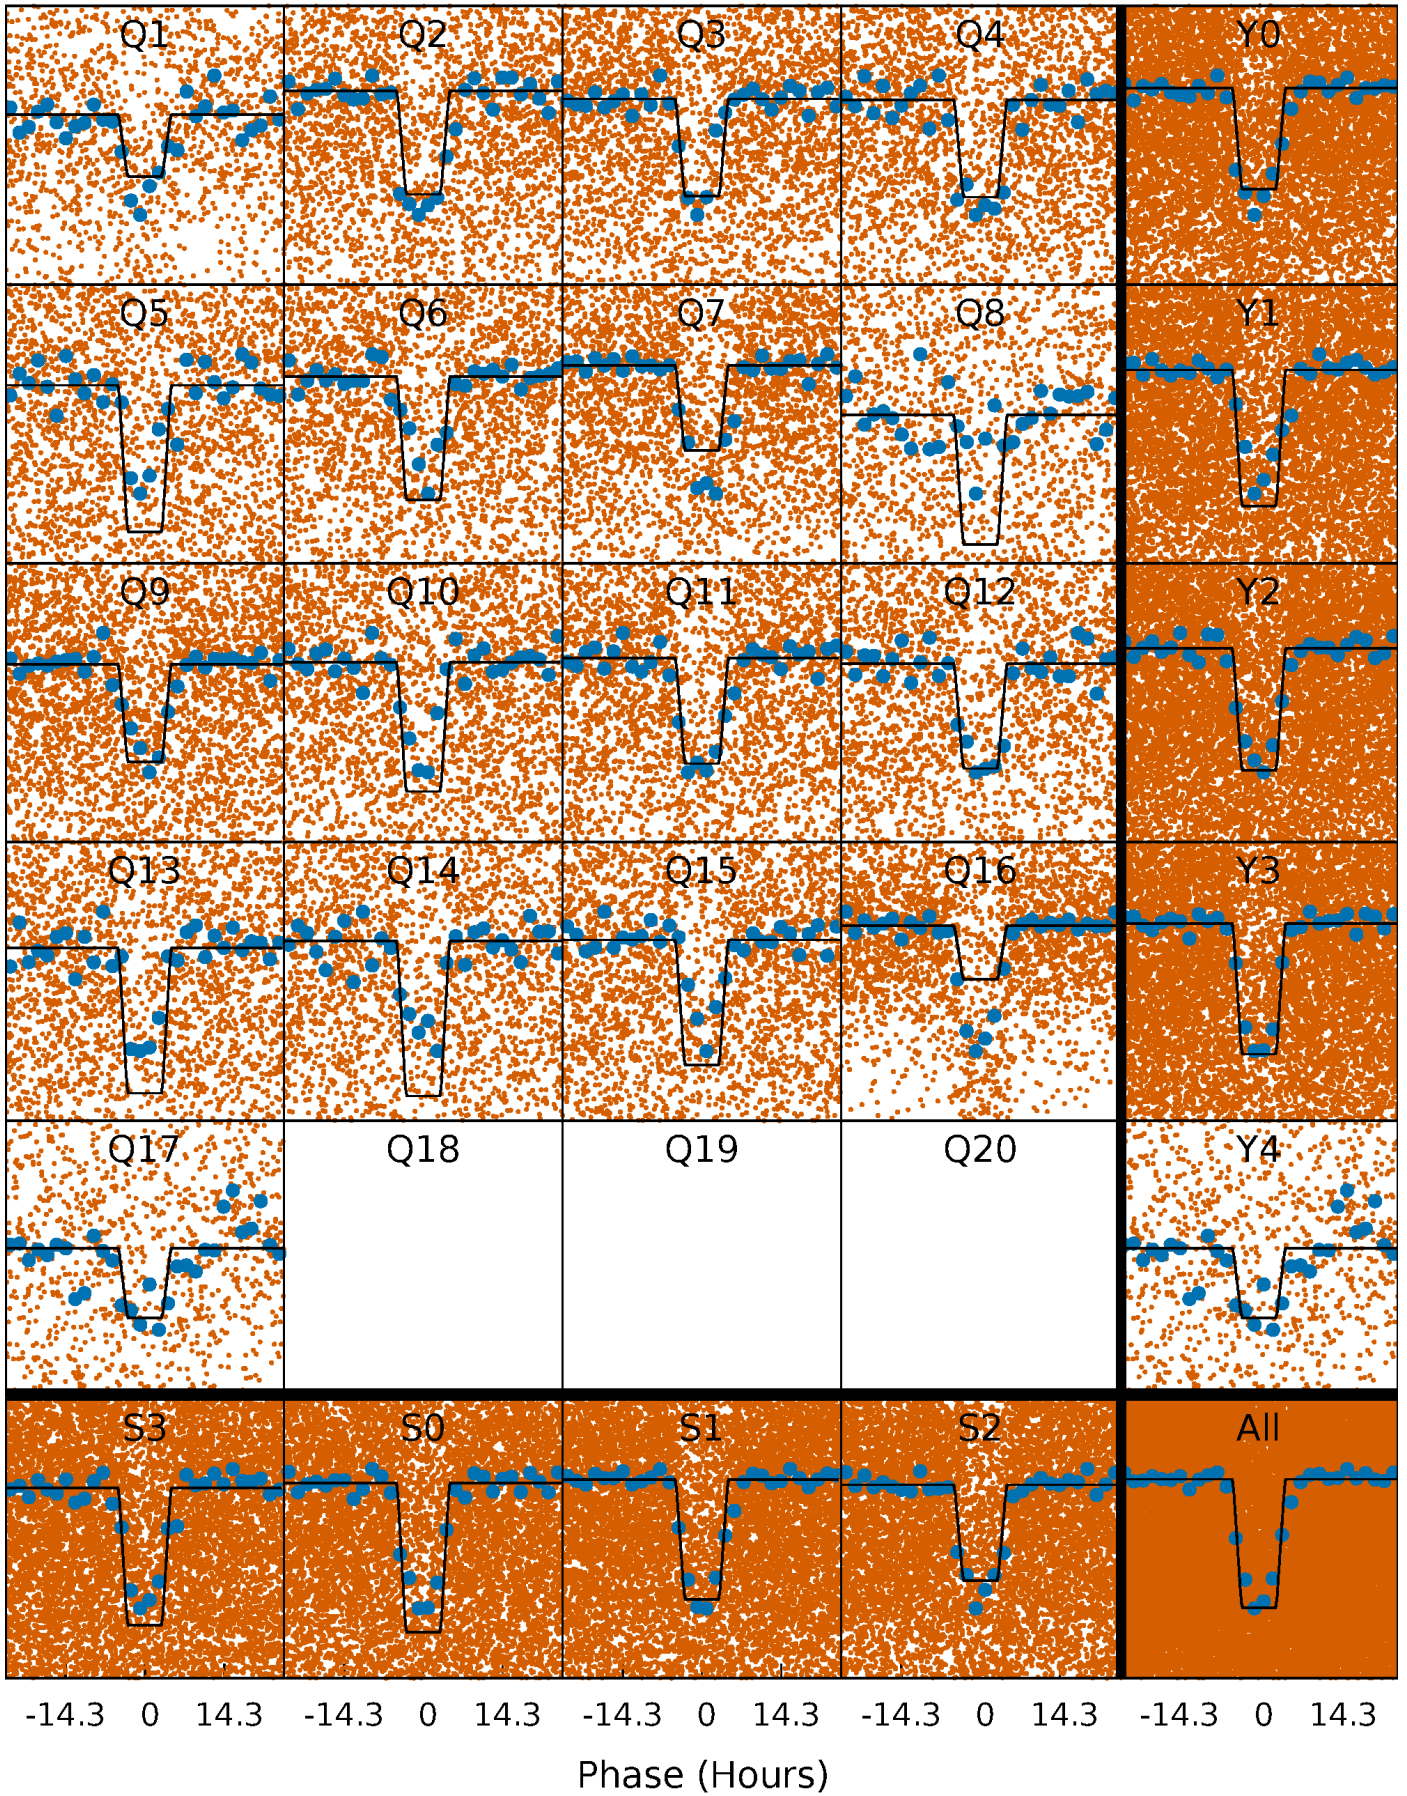 Q1 Q2 Q3 Q4 Y0
Q5 Q6 Q7 Q8 Y1
Q9 Q10 Q11 Q12 Y2
Q13 Q14 Q15 Q16 Y3
Q17 Q18 Q19 Q20 Y4
S3 S0 S1 S2 All
-14.3 0 14.3 -14.3 0 14.3 -14.3 0 14.3 -14.3 0 14.3 -14.3 0 14.3
Phase (Hours)